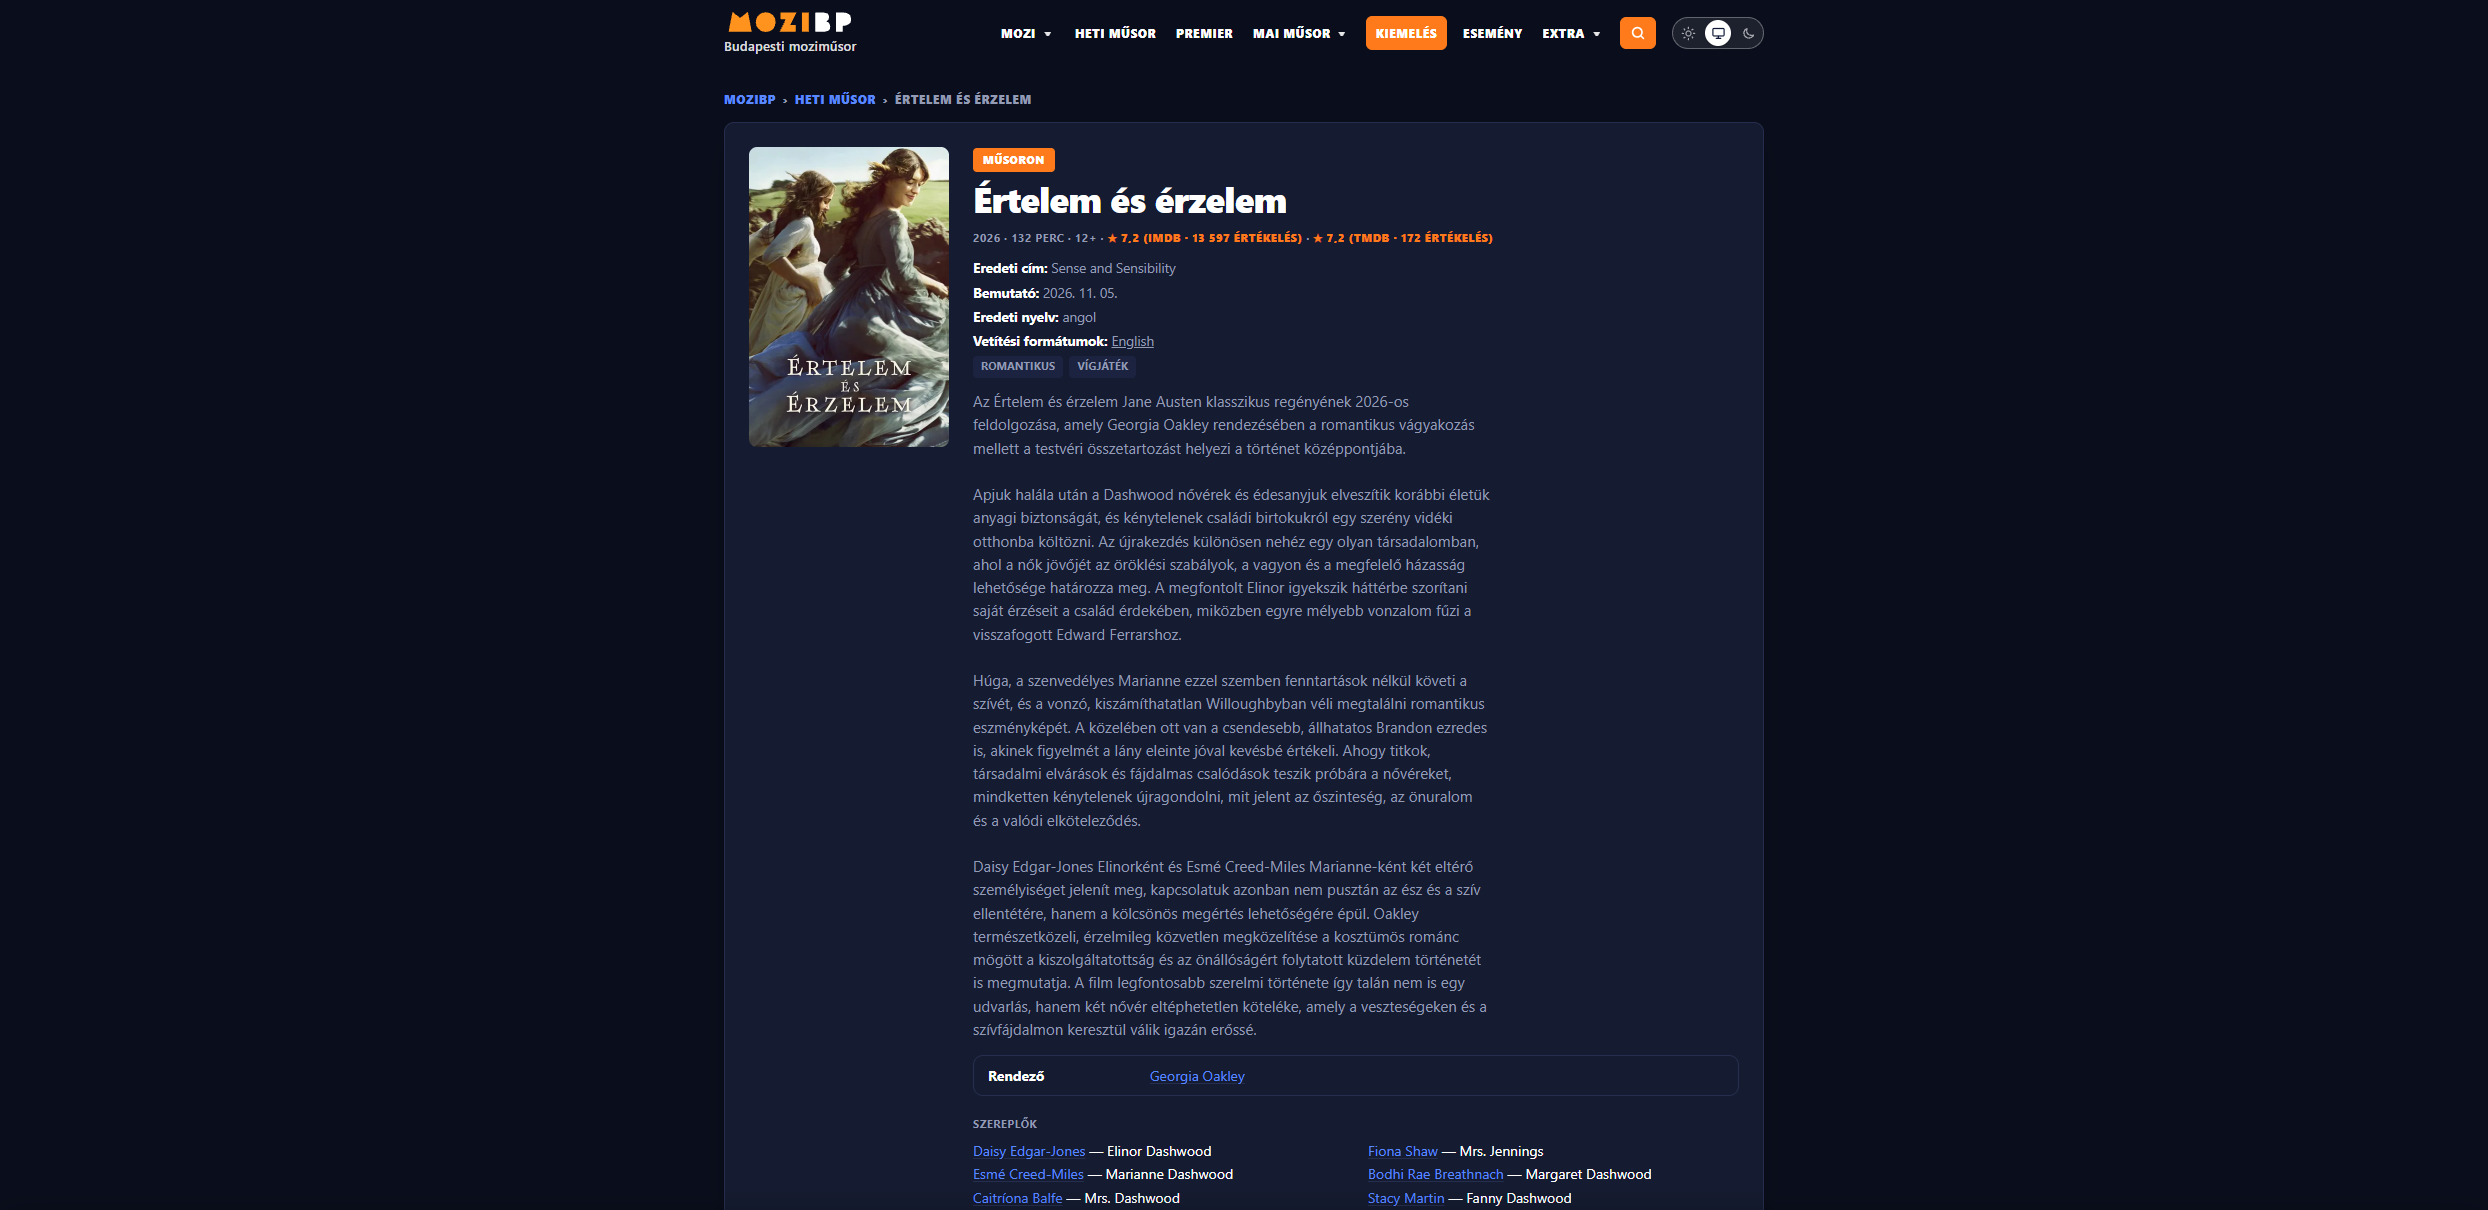 MOZIBP
Budapesti moziműsor
MOZI
HETI MŰSOR
PREMIER
MAI MŰSOR
KIEMELÉS
ESEMÉNY
EXTRA
MOZIBP › HETI MŰSOR › ÉRTELEM ÉS ÉRZELEM
ÉRTELEM
ÉS
ÉRZELEM
MŰSORON
Értelem és érzelem
2026 · 132 PERC · 12+ · ★ 7,2 (IMDB · 13 597 ÉRTÉKELÉS) · ★ 7,2 (TMDB · 172 ÉRTÉKELÉS)
Eredeti cím: Sense and Sensibility
Bemutató: 2026. 11. 05.
Eredeti nyelv: angol
Vetítési formátumok: English
ROMANTIKUS
VÍGJÁTÉK
Az Értelem és érzelem Jane Austen klasszikus regényének 2026-os
feldolgozása, amely Georgia Oakley rendezésében a romantikus vágyakozás
mellett a testvéri összetartozást helyezi a történet középpontjába.
Apjuk halála után a Dashwood nővérek és édesanyjuk elveszítik korábbi életük
anyagi biztonságát, és kénytelenek családi birtokukról egy szerény vidéki
otthonba költözni. Az újrakezdés különösen nehéz egy olyan társadalomban,
ahol a nők jövőjét az öröklési szabályok, a vagyon és a megfelelő házasság
lehetősége határozza meg. A megfontolt Elinor igyekszik háttérbe szorítani
saját érzéseit a család érdekében, miközben egyre mélyebb vonzalom fűzi a
visszafogott Edward Ferrarshoz.
Húga, a szenvedélyes Marianne ezzel szemben fenntartások nélkül követi a
szívét, és a vonzó, kiszámíthatatlan Willoughbyban véli megtalálni romantikus
eszményképét. A közelében ott van a csendesebb, állhatatos Brandon ezredes
is, akinek figyelmét a lány eleinte jóval kevésbé értékeli. Ahogy titkok,
társadalmi elvárások és fájdalmas csalódások teszik próbára a nővéreket,
mindketten kénytelenek újragondolni, mit jelent az őszinteség, az önuralom
és a valódi elköteleződés.
Daisy Edgar-Jones Elinorként és Esmé Creed-Miles Marianne-ként két eltérő
személyiséget jelenít meg, kapcsolatuk azonban nem pusztán az ész és a szív
ellentétére, hanem a kölcsönös megértés lehetőségére épül. Oakley
természetközeli, érzelmileg közvetlen megközelítése a kosztümös románc
mögött a kiszolgáltatottság és az önállóságért folytatott küzdelem történetét
is megmutatja. A film legfontosabb szerelmi története így talán nem is egy
udvarlás, hanem két nővér eltéphetetlen köteléke, amely a veszteségeken és a
szívfájdalmon keresztül válik igazán erőssé.
Rendező
Georgia Oakley
SZEREPLŐK
Daisy Edgar-Jones — Elinor Dashwood
Fiona Shaw — Mrs. Jennings
Esmé Creed-Miles — Marianne Dashwood
Bodhi Rae Breathnach — Margaret Dashwood
Caitríona Balfe — Mrs. Dashwood
Stacy Martin — Fanny Dashwood